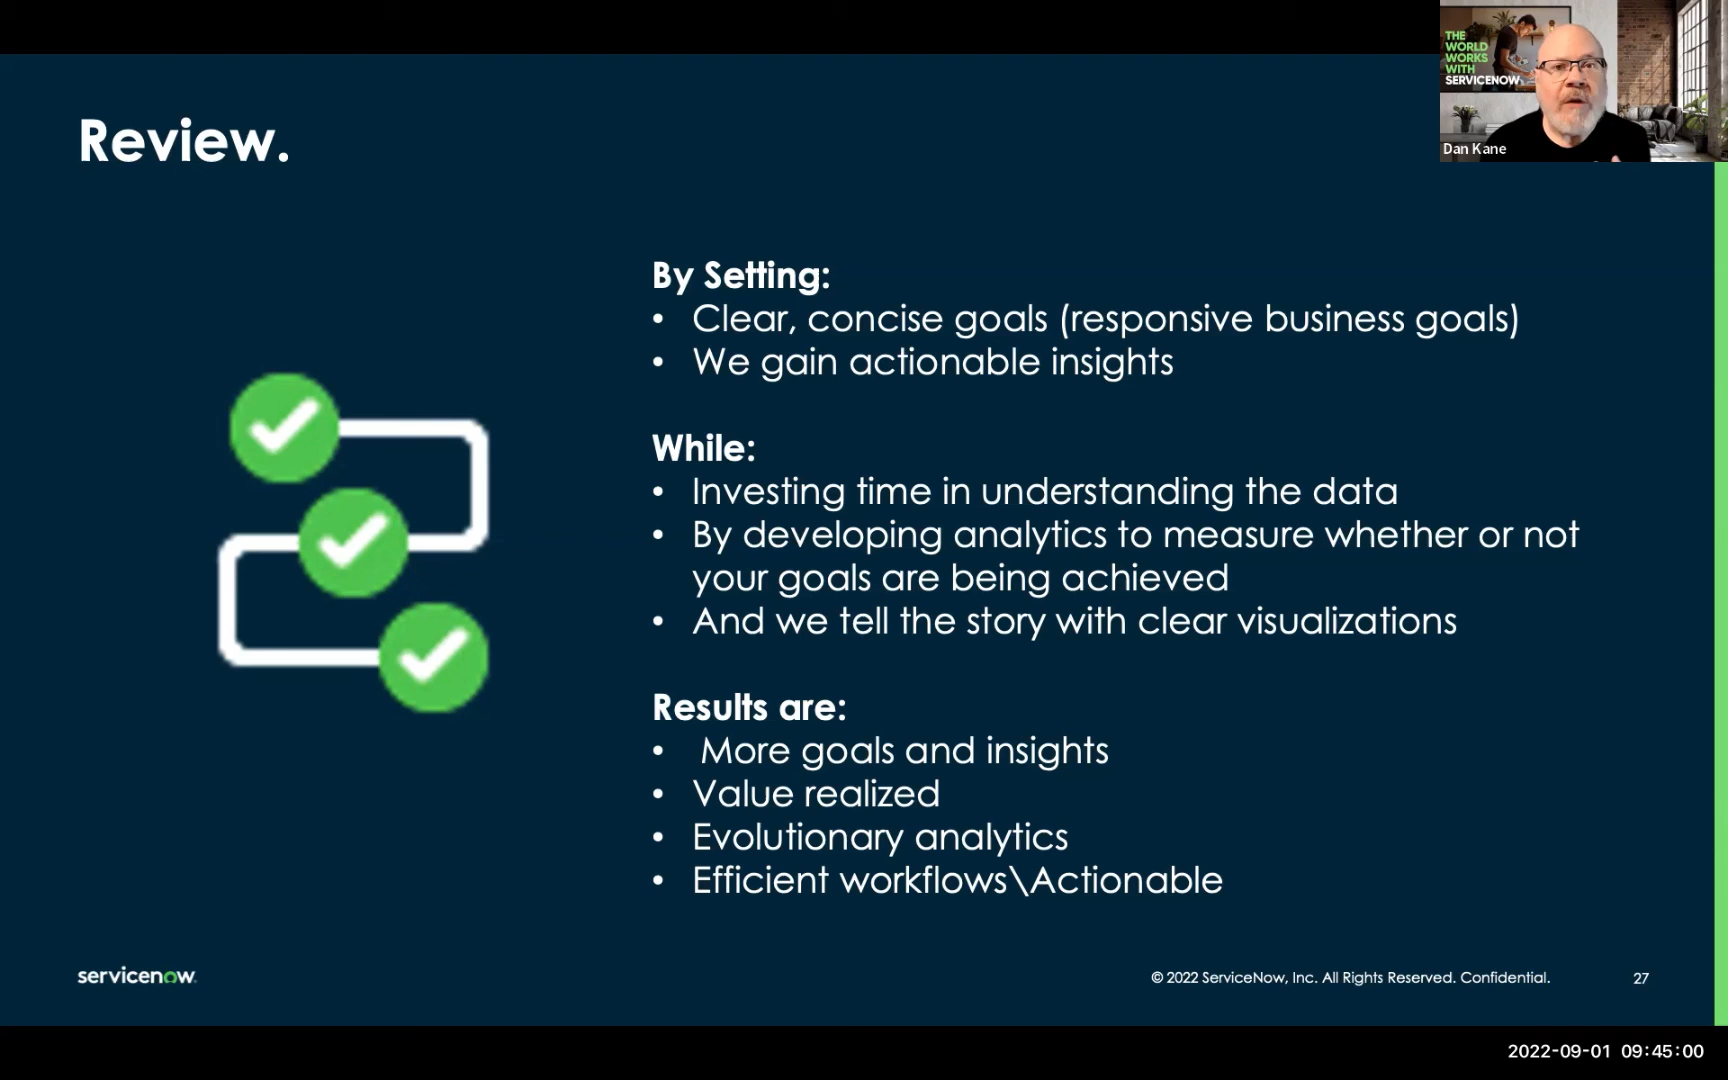 THE
WORLD
WORKS
WITH
SERVICENOW
Dan Kane
Review.
By Setting:
• Clear, concise goals (responsive business goals)
• We gain actionable insights
While:
• Investing time in understanding the data
• By developing analytics to measure whether or not
your goals are being achieved
• And we tell the story with clear visualizations
Results are:
• More goals and insights
• Value realized
• Evolutionary analytics
• Efficient workflows\Actionable
servicenow
© 2022 ServiceNow, Inc. All Rights Reserved. Confidential.
27
2022-09-01 09:45:00